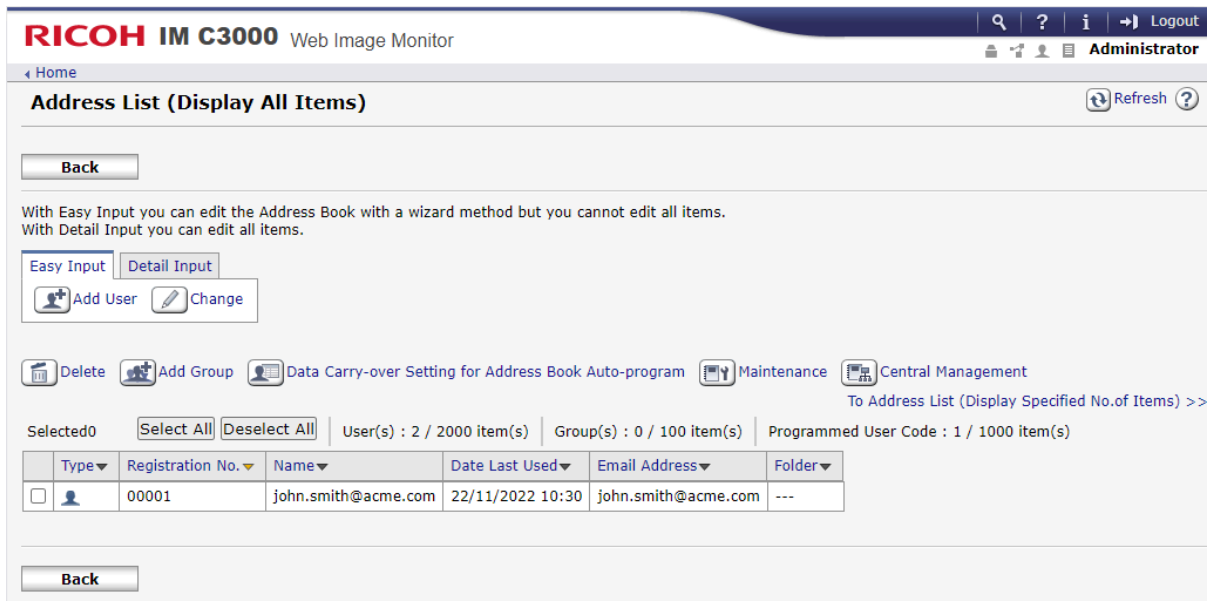 RICOH IM C3000 Web Image Monitor
? i Logout
Administrator
Home
Address List (Display All Items)
Refresh ?
Back
With Easy Input you can edit the Address Book with a wizard method but you cannot edit all items.
With Detail Input you can edit all items.
Easy Input Detail Input
Add User Change
Delete Add Group Data Carry-over Setting for Address Book Auto-program Maintenance Central Management
To Address List (Display Specified No.of Items) >>
Selected0 Select All Deselect All User(s) : 2 / 2000 item(s) Group(s) : 0 / 100 item(s) Programmed User Code : 1 / 1000 item(s)
Type Registration No. Name Date Last Used Email Address Folder
00001 john.smith@acme.com 22/11/2022 10:30 john.smith@acme.com ---
Back